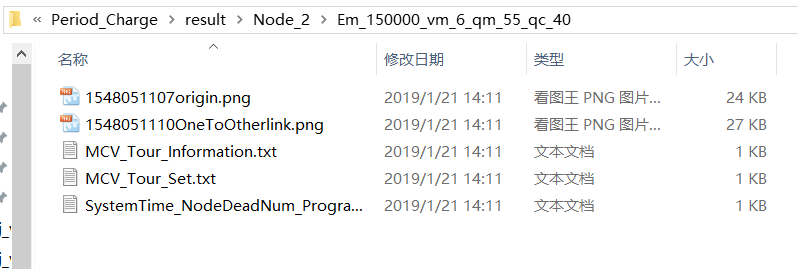 Period_Charge › result › Node_2 › Em_150000_vm_6_qm_55_qc_40
名称 修改日期 类型 大小
1548051107origin.png 2019/1/21 14:11 看图王 PNG 图片... 24 KB
1548051110OneToOtherlink.png 2019/1/21 14:11 看图王 PNG 图片... 27 KB
MCV_Tour_Information.txt 2019/1/21 14:11 文本文档 1 KB
MCV_Tour_Set.txt 2019/1/21 14:11 文本文档 1 KB
SystemTime_NodeDeadNum_Progra... 2019/1/21 14:11 文本文档 1 KB